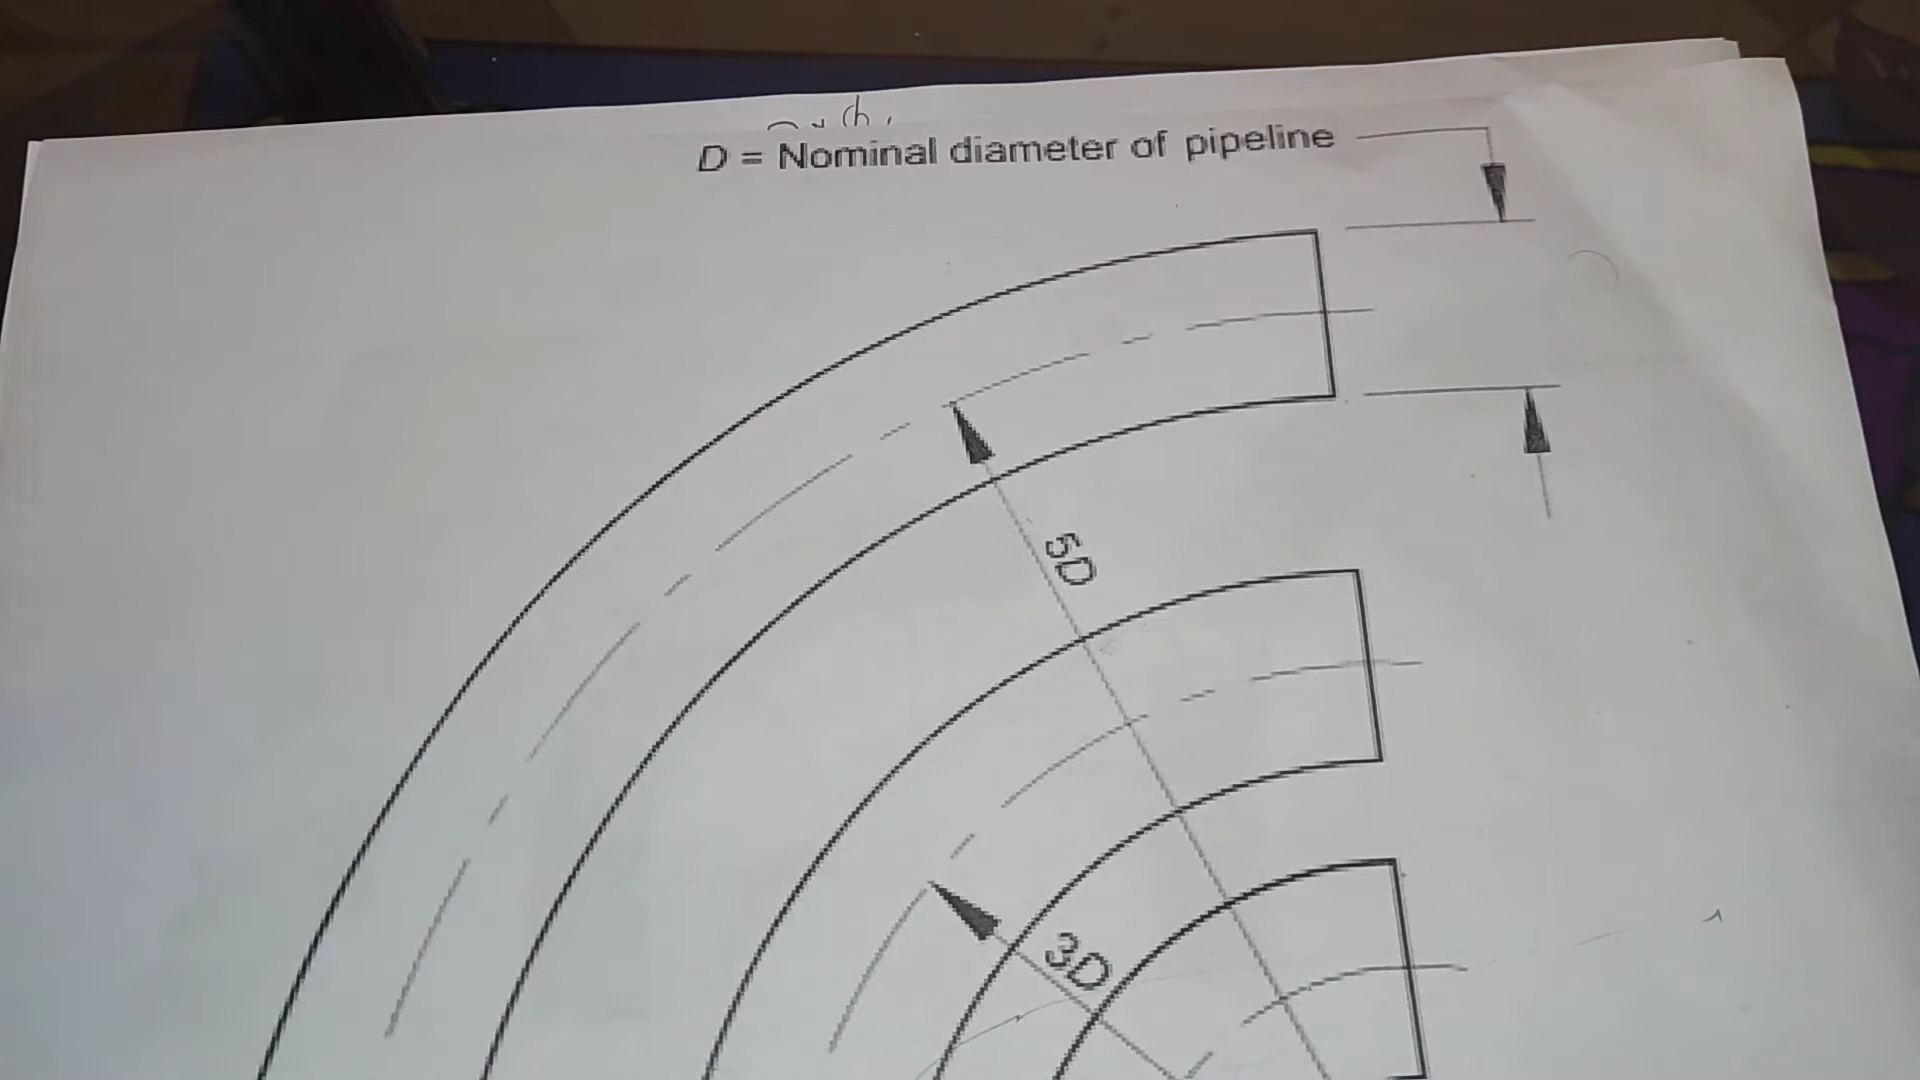 D = Nominal diameter of pipeline
5D
3D